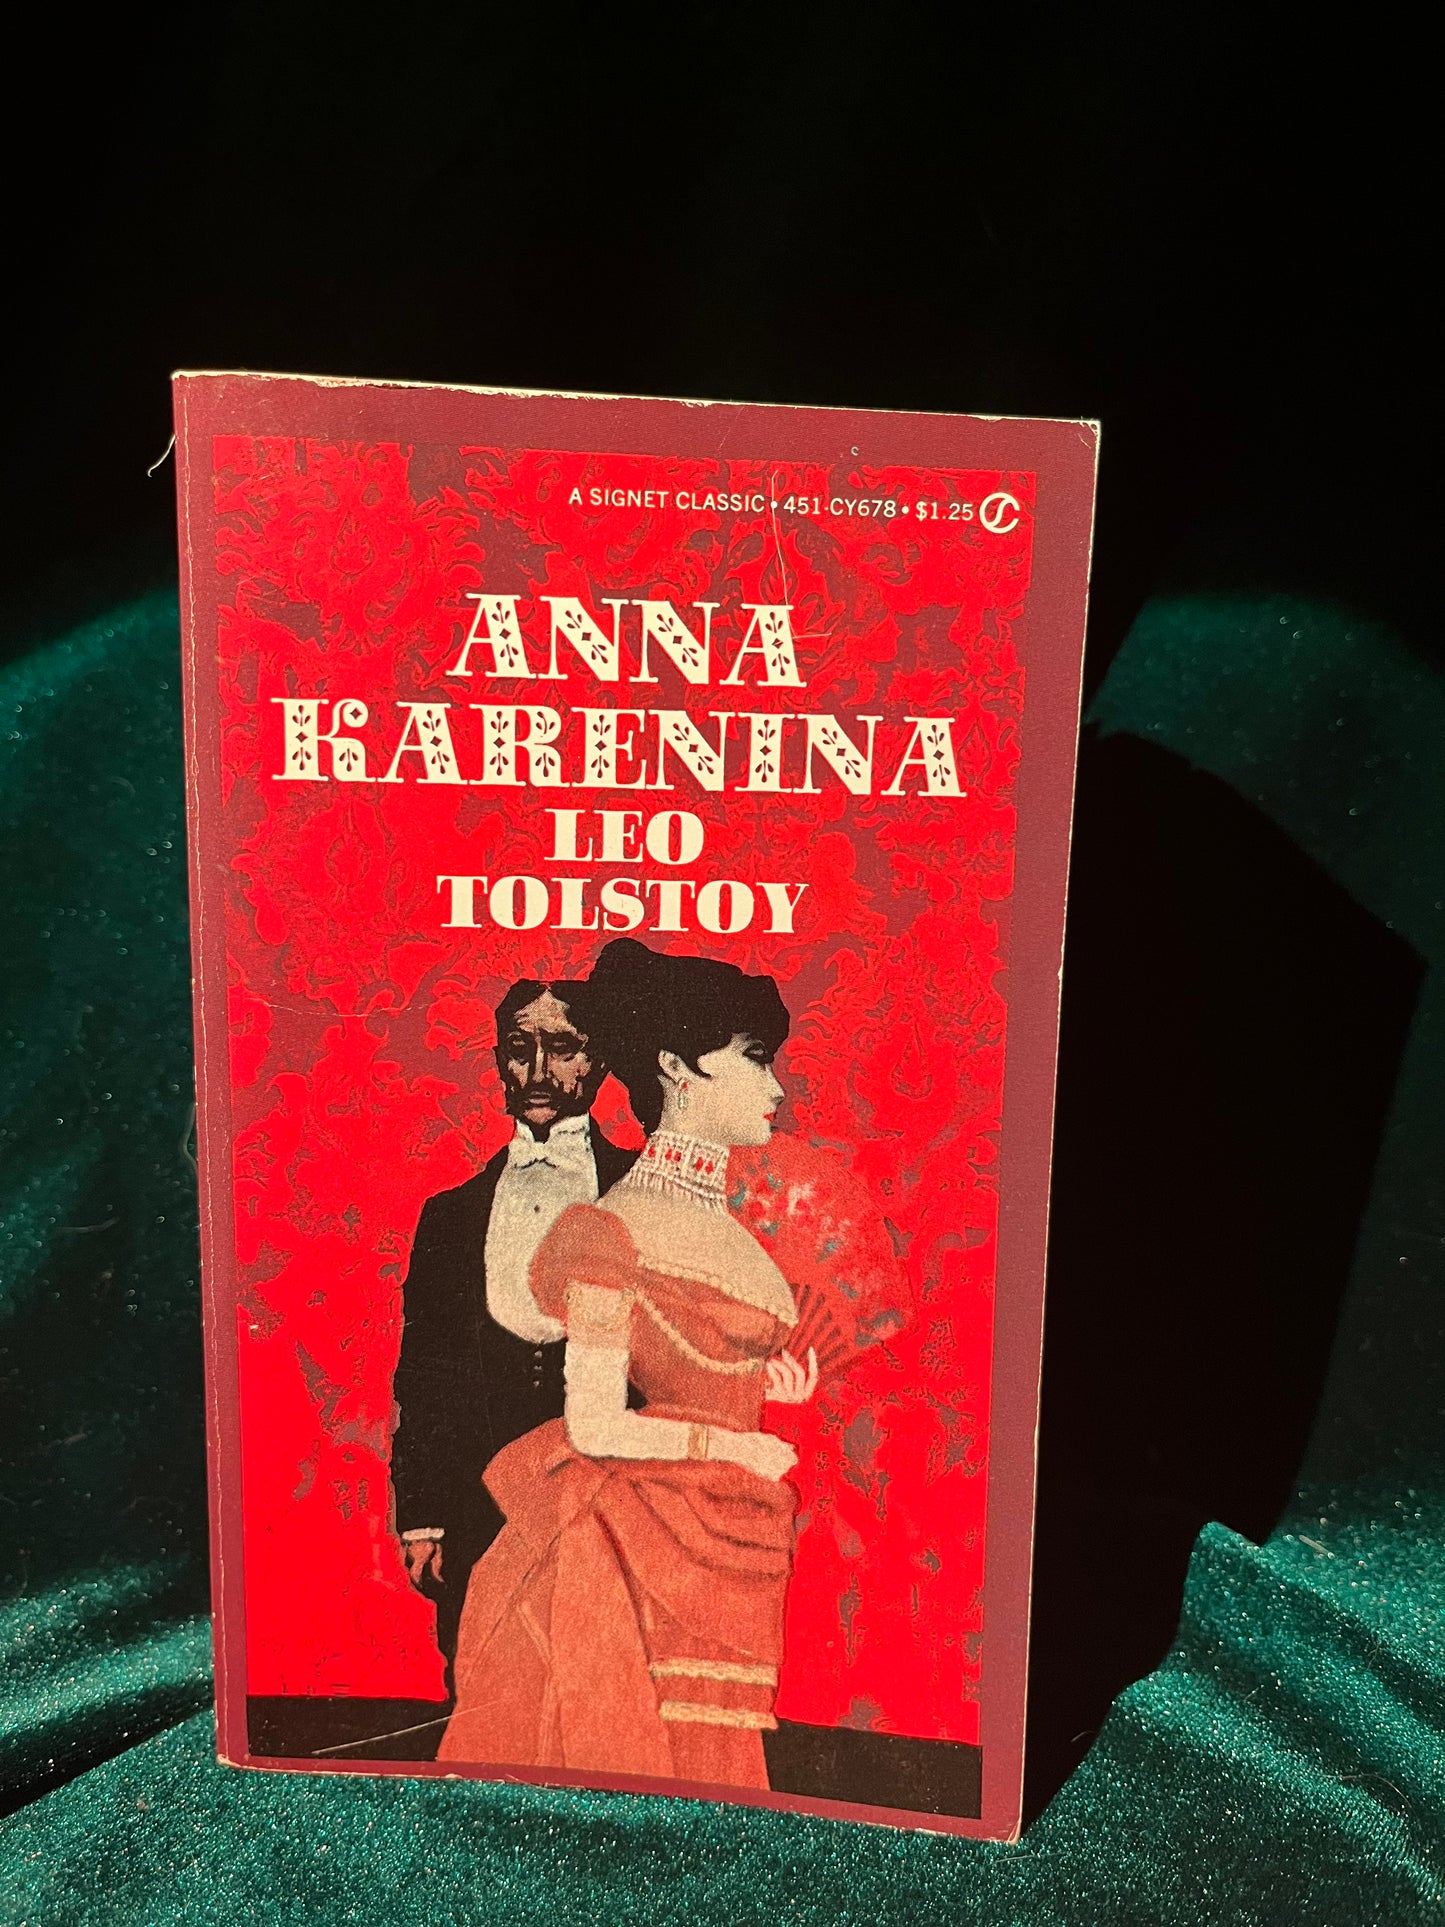 A SIGNET CLASSIC • 451-CY678 • $1.25
ANNA
KARENINA
LEO
TOLSTOY